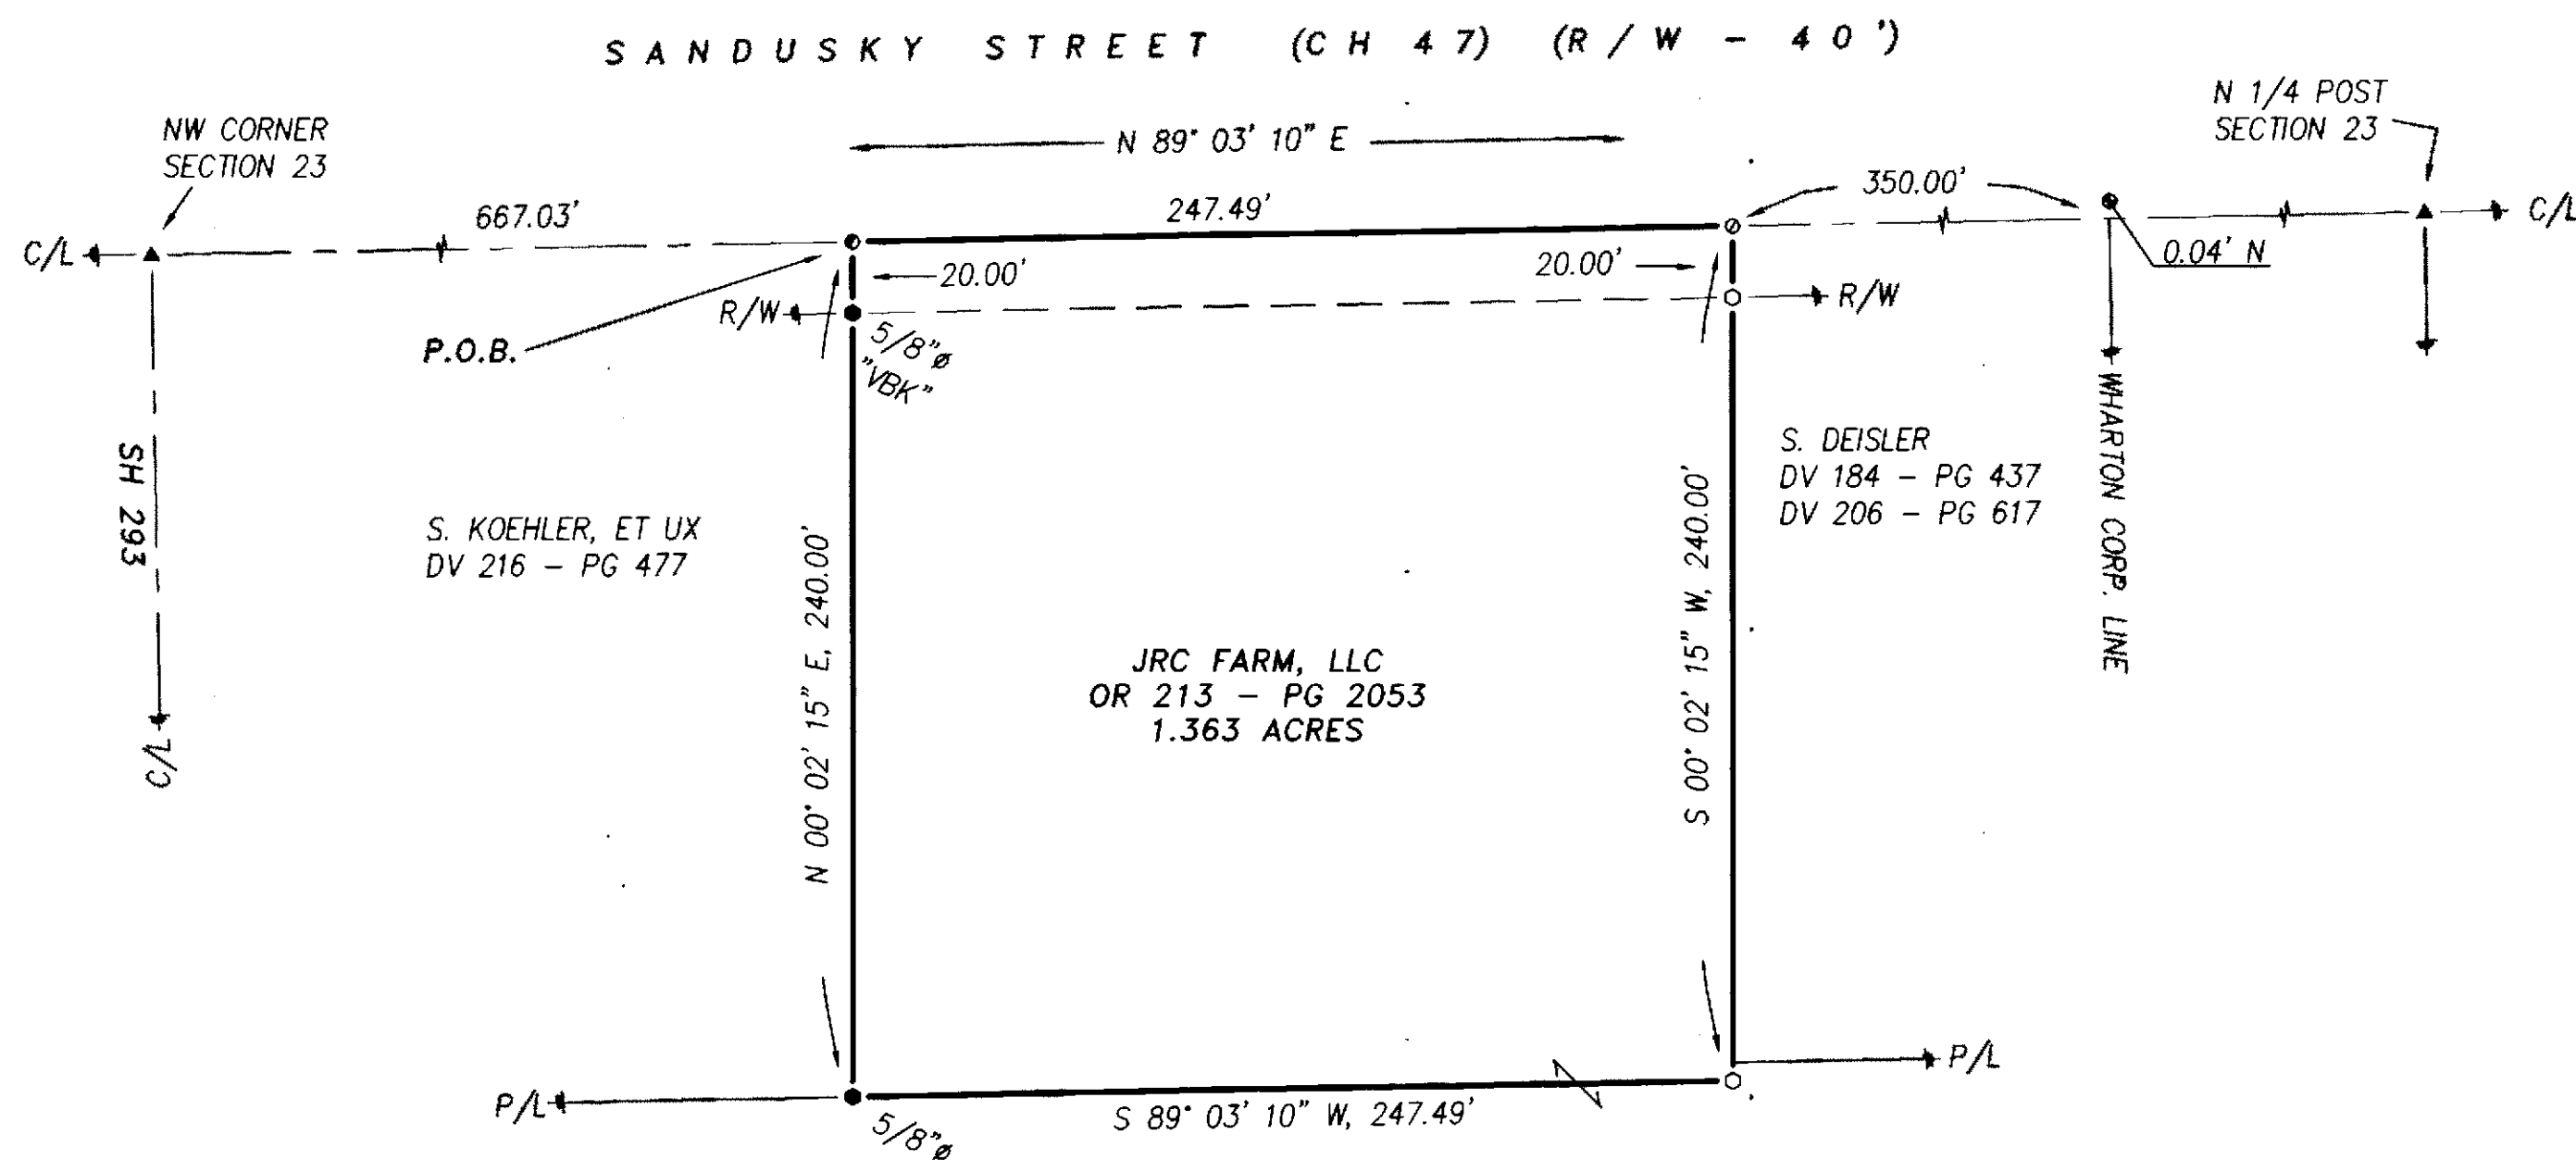 SANDUSKY STREET (CH 47) (R/W - 40')
NW CORNER
SECTION 23
N 89° 03' 10" E
N 1/4 POST
SECTION 23
667.03'
247.49'
350.00'
C/L
C/L
0.04' N
20.00'
20.00'
R/W
R/W
P.O.B.
5/8"ø
"VBK"
SH 293
C/L
S. KOEHLER, ET UX
DV 216 - PG 477
N 00° 02' 15" E, 240.00'
JRC FARM, LLC
OR 213 - PG 2053
1.363 ACRES
S 00° 02' 15" W, 240.00'
S. DEISLER
DV 184 - PG 437
DV 206 - PG 617
WHARTON CORP. LINE
P/L
P/L
5/8"ø
S 89° 03' 10" W, 247.49'